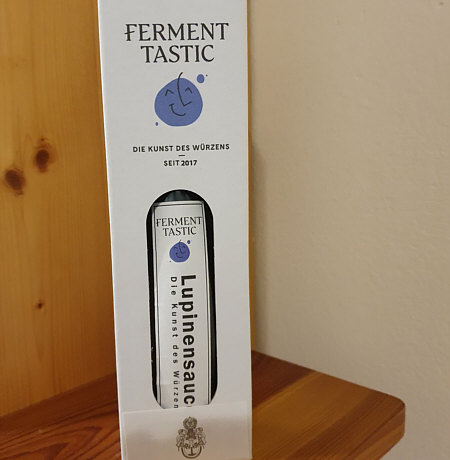 FERMENT
TASTIC
DIE KUNST DES WÜRZENS
SEIT 2017
FERMENT
TASTIC
Lupinensauc
Die Kunst des Würzen